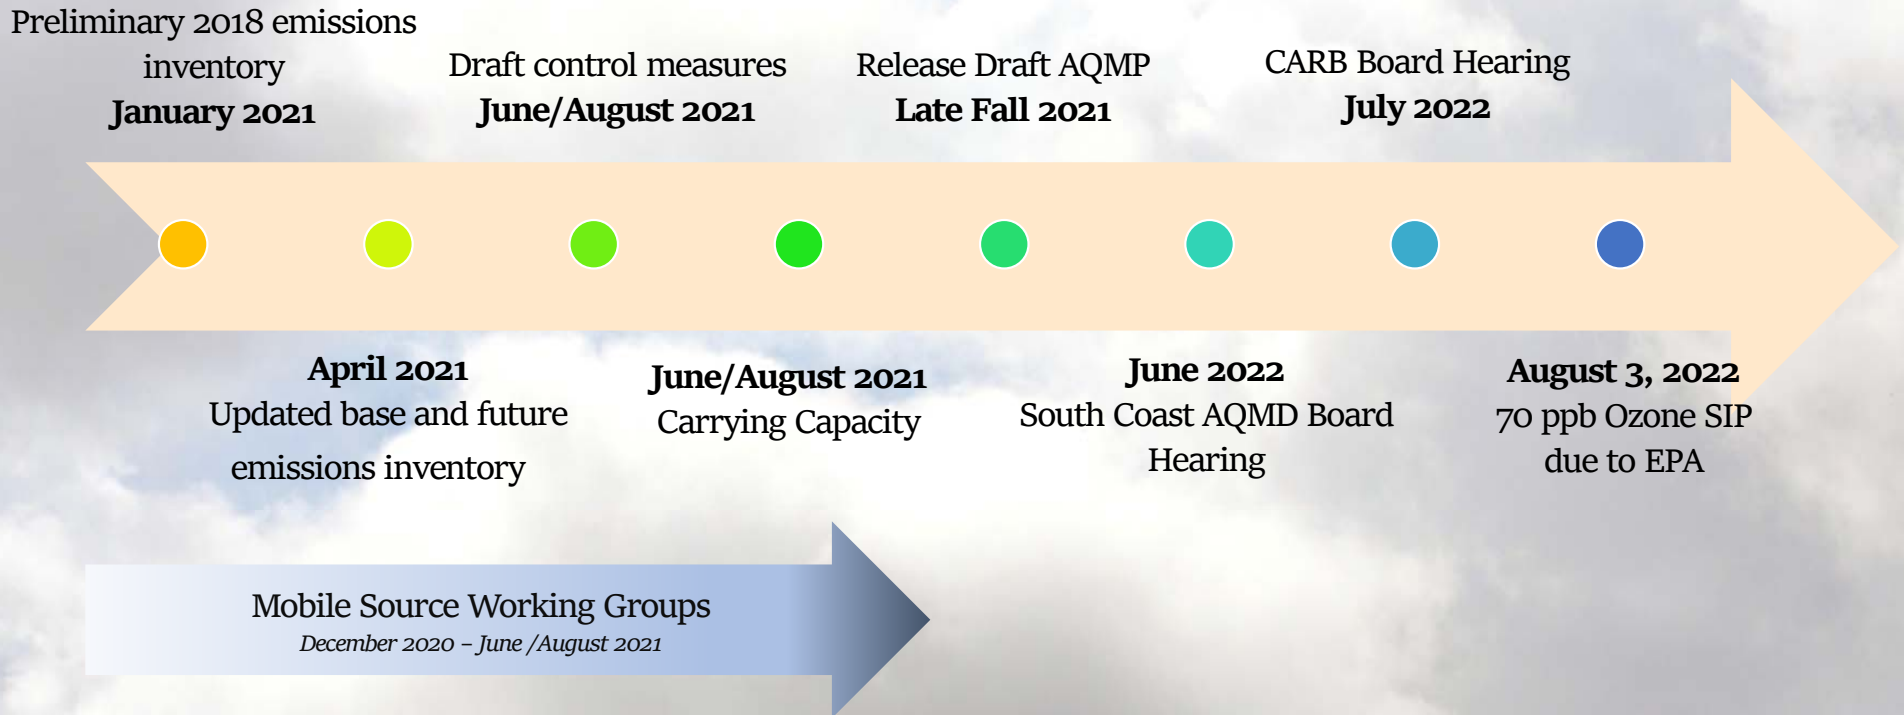 Preliminary 2018 emissions
inventory
January 2021
Draft control measures
June/August 2021
Release Draft AQMP
Late Fall 2021
CARB Board Hearing
July 2022
April 2021
Updated base and future
emissions inventory
June/August 2021
Carrying Capacity
June 2022
South Coast AQMD Board
Hearing
August 3, 2022
70 ppb Ozone SIP
due to EPA
Mobile Source Working Groups
December 2020 – June /August 2021